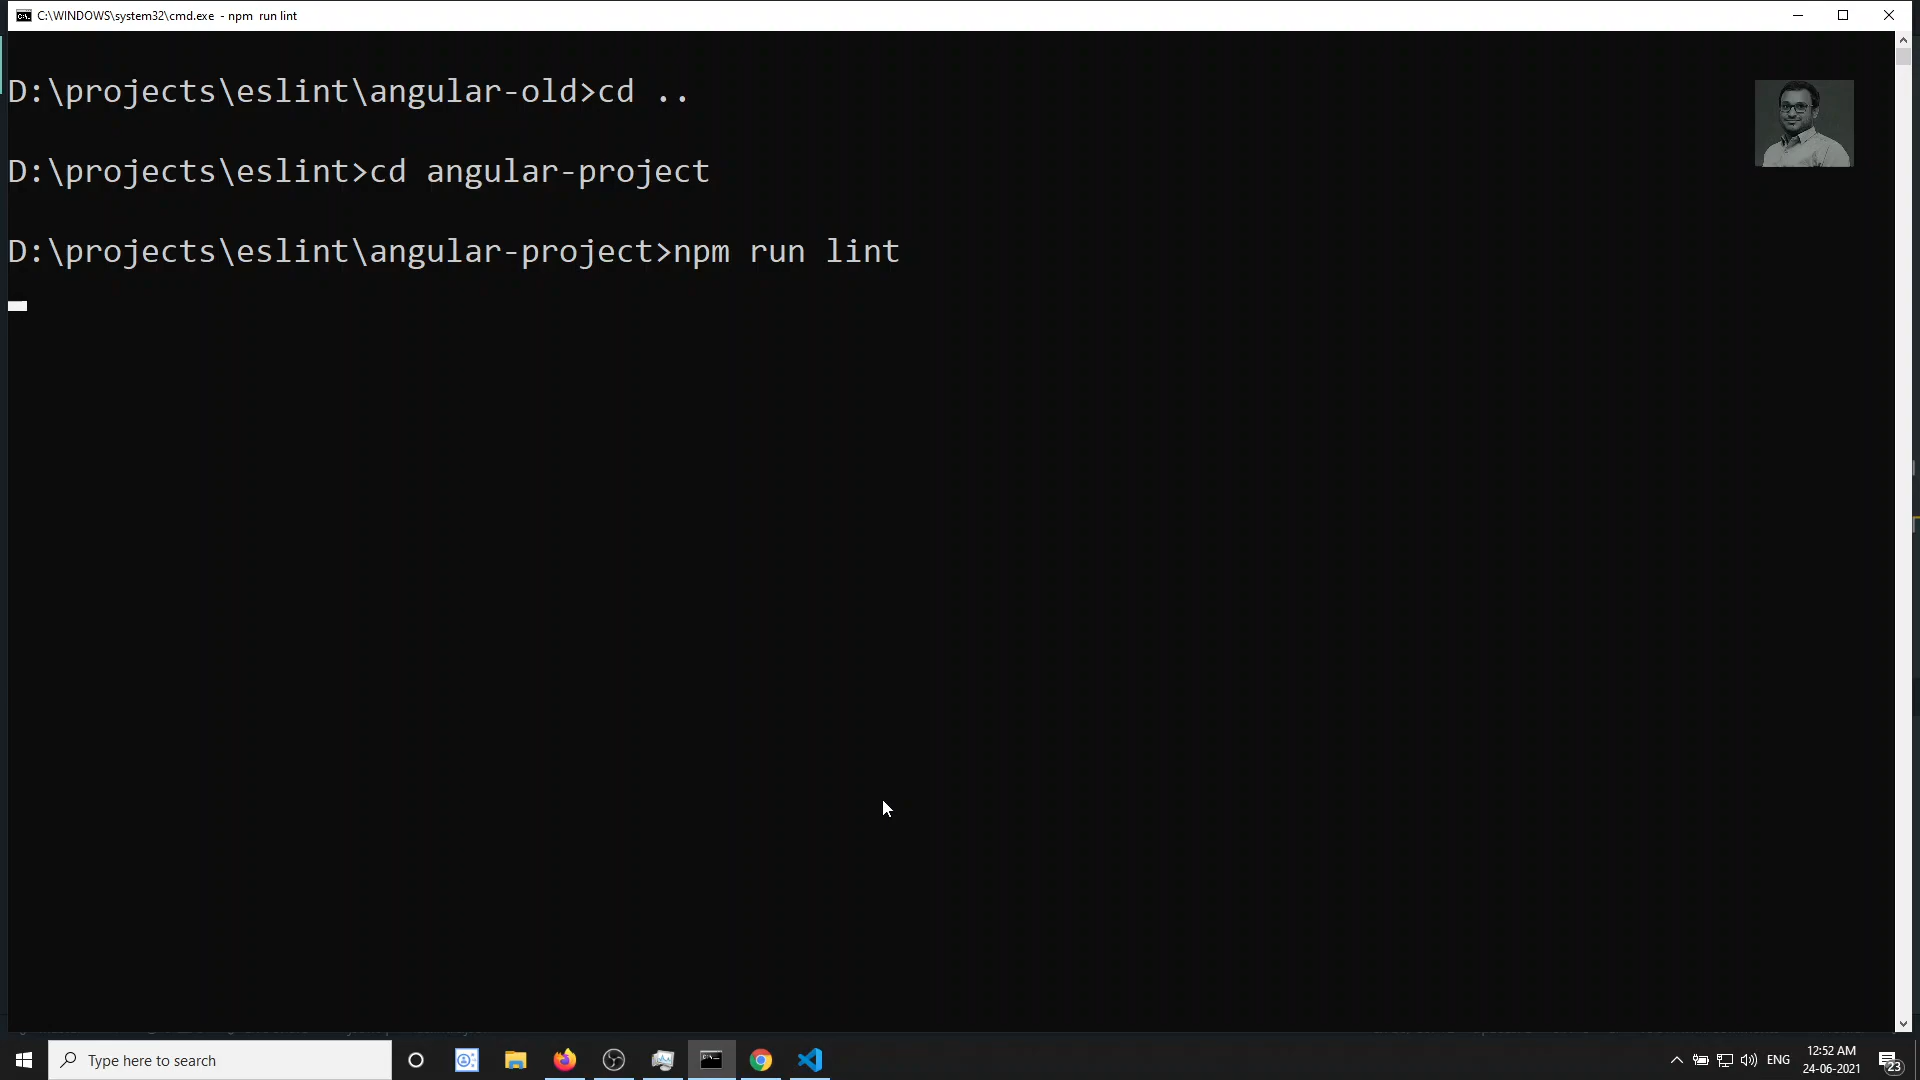 C:\WINDOWS\system32\cmd.exe - npm  run lint
D:\projects\eslint\angular-old>cd ..
D:\projects\eslint>cd angular-project
D:\projects\eslint\angular-project>npm run lint
Type here to search
ENG
12:52 AM
24-06-2021
23